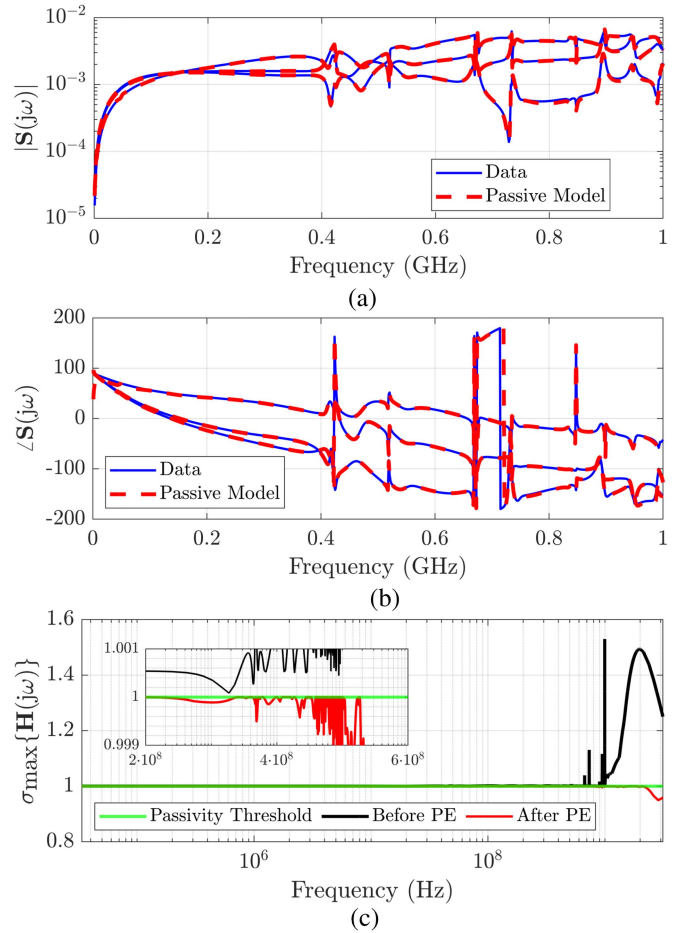 10^−2
10^−3
10^−4
10^−5
|S(jω)|
Data
Passive Model
0 0.2 0.4 0.6 0.8 1
Frequency (GHz)
(a)
200
100
0
-100
-200
∠S(jω)
Data
Passive Model
0 0.2 0.4 0.6 0.8 1
Frequency (GHz)
(b)
1.6
1.4
1.2
1
0.8
σmax{H(jω)}
1.001
1
0.999
2·10^8 4·10^8 6·10^8
Passivity Threshold Before PE After PE
10^6 10^8
Frequency (Hz)
(c)